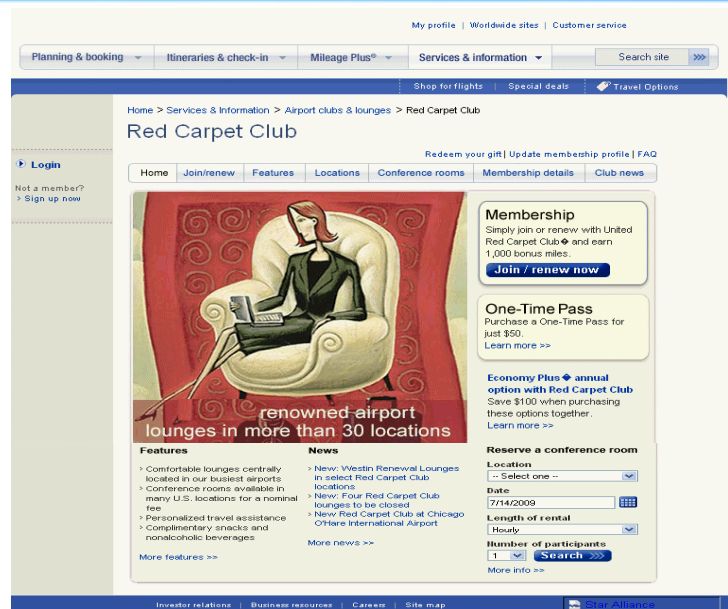 My profile | Worldwide sites | Customer service
Planning & booking Itineraries & check-in Mileage Plus® Services & information Search site
Shop for flights | Special deals Travel Options
Home > Services & Information > Airport clubs & lounges > Red Carpet Club
Red Carpet Club
Redeem your gift| Update membership profile | FAQ
Login
Not a member?
> Sign up now
Home Join/renew Features Locations Conference rooms Membership details Club news
renowned airport
lounges in more than 30 locations
Membership
Simply join or renew with United
Red Carpet Club� and earn
1,000 bonus miles.
Join / renew now
One-Time Pass
Purchase a One-Time Pass for
just $50.
Learn more >>
Economy Plus� annual
option with Red Carpet Club
Save $100 when purchasing
these options together.
Learn more >>
Features
> Comfortable lounges centrally
located in our busiest airports
> Conference rooms available in
many U.S. locations for a nominal
fee
> Personalized travel assistance
> Complimentary snacks and
nonalcoholic beverages
More features >>
News
> New: Westin Renewal Lounges
in select Red Carpet Club
locations
> New: Four Red Carpet Club
lounges to be closed
> New Red Carpet Club at Chicago
O'Hare International Airport
More news >>
Reserve a conference room
Location
-- Select one --
Date
7/14/2009
Length of rental
Hourly
Number of participants
1 Search >>>
More info >>
Investor relations | Business resources | Careers | Site map Star Alliance